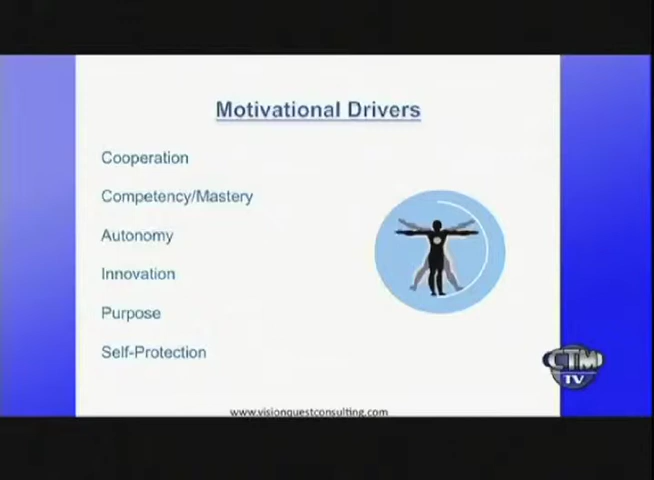 Motivational Drivers
Cooperation
Competency/Mastery
Autonomy
Innovation
Purpose
Self-Protection
CTM
TV
www.visionquestconsulting.com